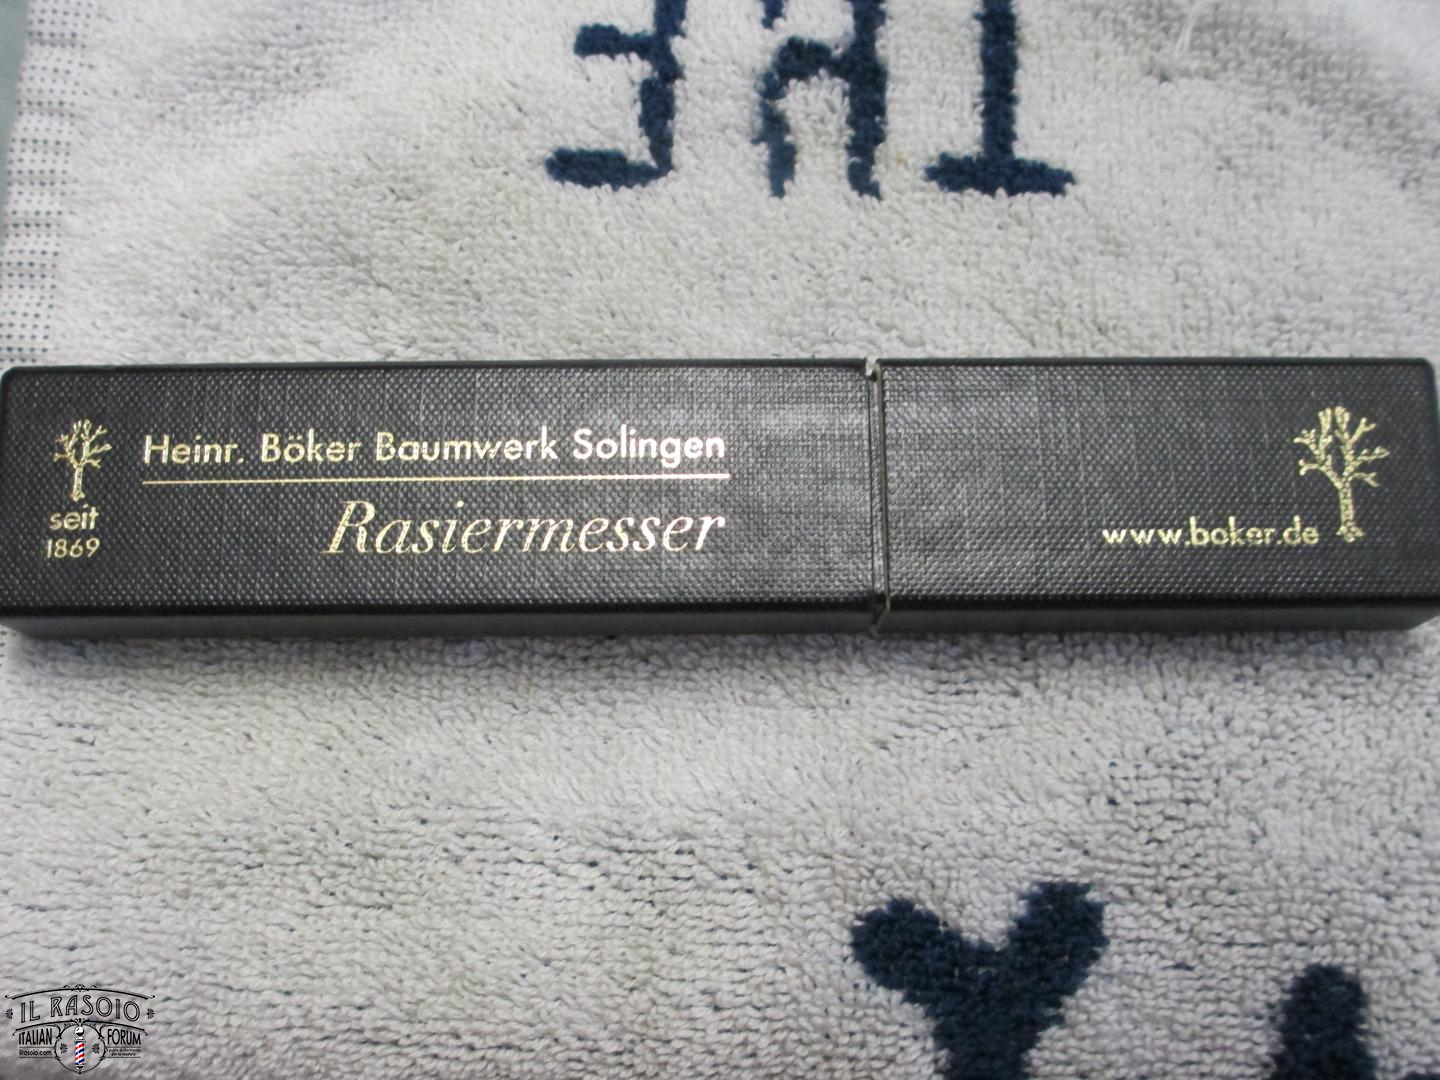 THE
Heinr. Böker Baumwerk Solingen
seit
1869
Rasiermesser
www.boker.de
IL RASOIO
ITALIAN FORUM
ilrasoio.com